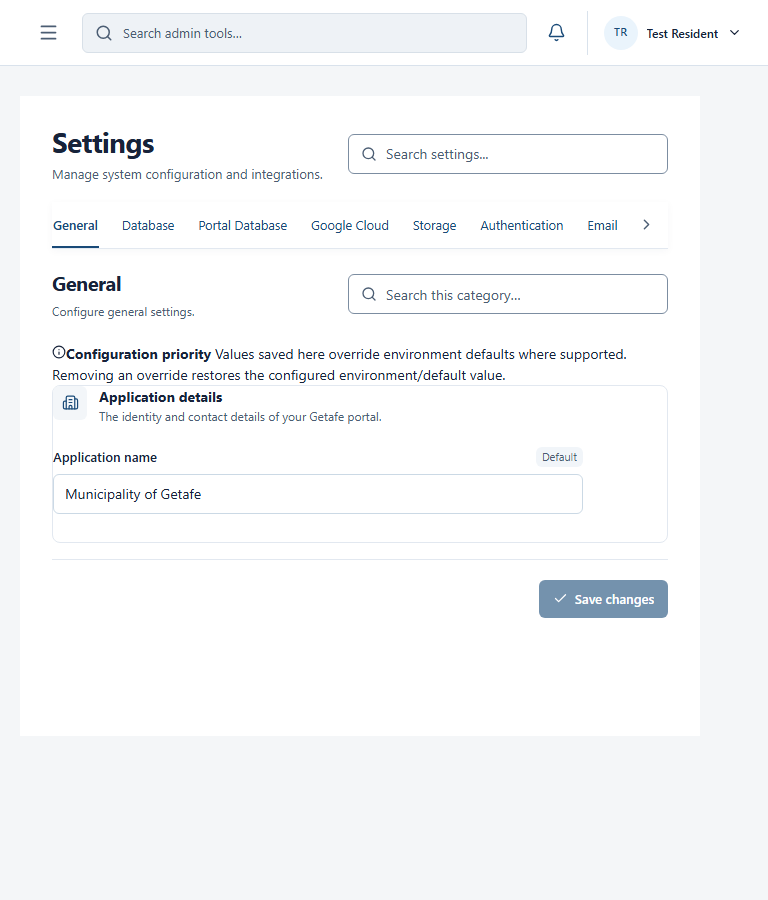 Search admin tools...
TR
Test Resident
Settings
Manage system configuration and integrations.
Search settings...
General
Database
Portal Database
Google Cloud
Storage
Authentication
Email
General
Configure general settings.
Search this category...
Configuration priority Values saved here override environment defaults where supported.
Removing an override restores the configured environment/default value.
Application details
The identity and contact details of your Getafe portal.
Application name
Default
Municipality of Getafe
Save changes